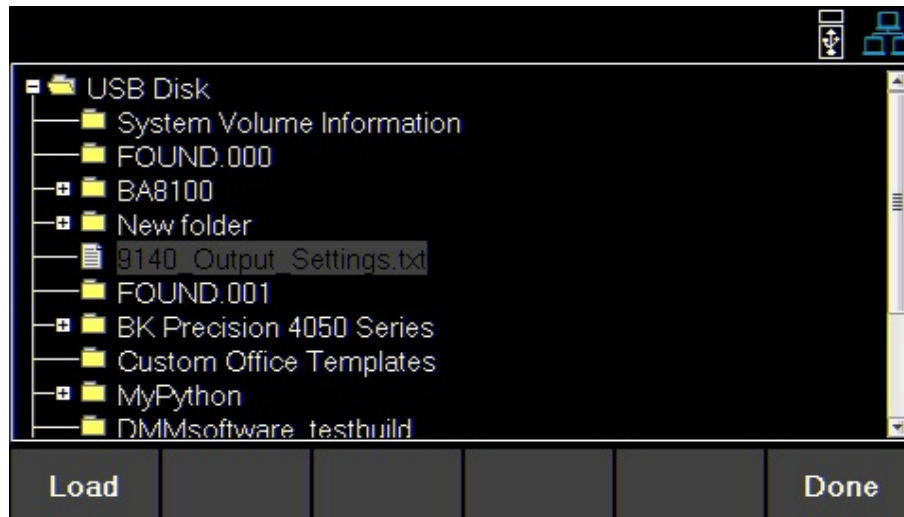 USB Disk
System Volume Information
FOUND.000
BA8100
New folder
9140_Output_Settings.txt
FOUND.001
BK Precision 4050 Series
Custom Office Templates
MyPython
DMMsoftware_testbuild
Load Done